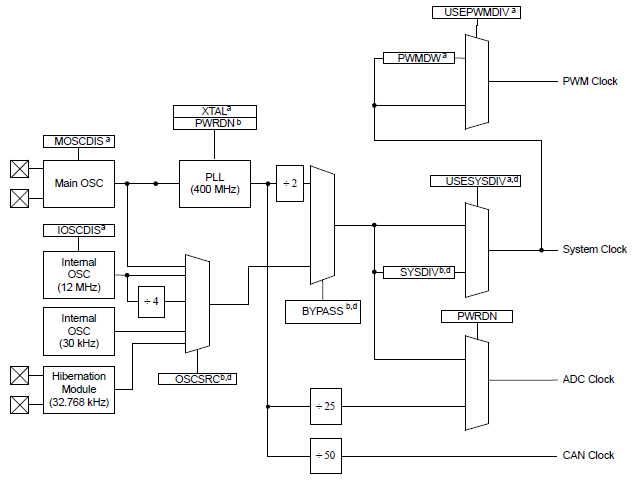 USEPWMDIV a
PWMDW a
PWM Clock
XTAL a
PWRDN b
MOSCDIS a
Main OSC
PLL
(400 MHz)
÷ 2
USESYSDIV a,d
IOSCDIS a
Internal
OSC
(12 MHz)
System Clock
SYSDIV b,d
÷ 4
BYPASS b,d
PWRDN
Internal
OSC
(30 kHz)
OSCSRC b,d
Hibernation
Module
(32.768 kHz)
ADC Clock
÷ 25
÷ 50
CAN Clock